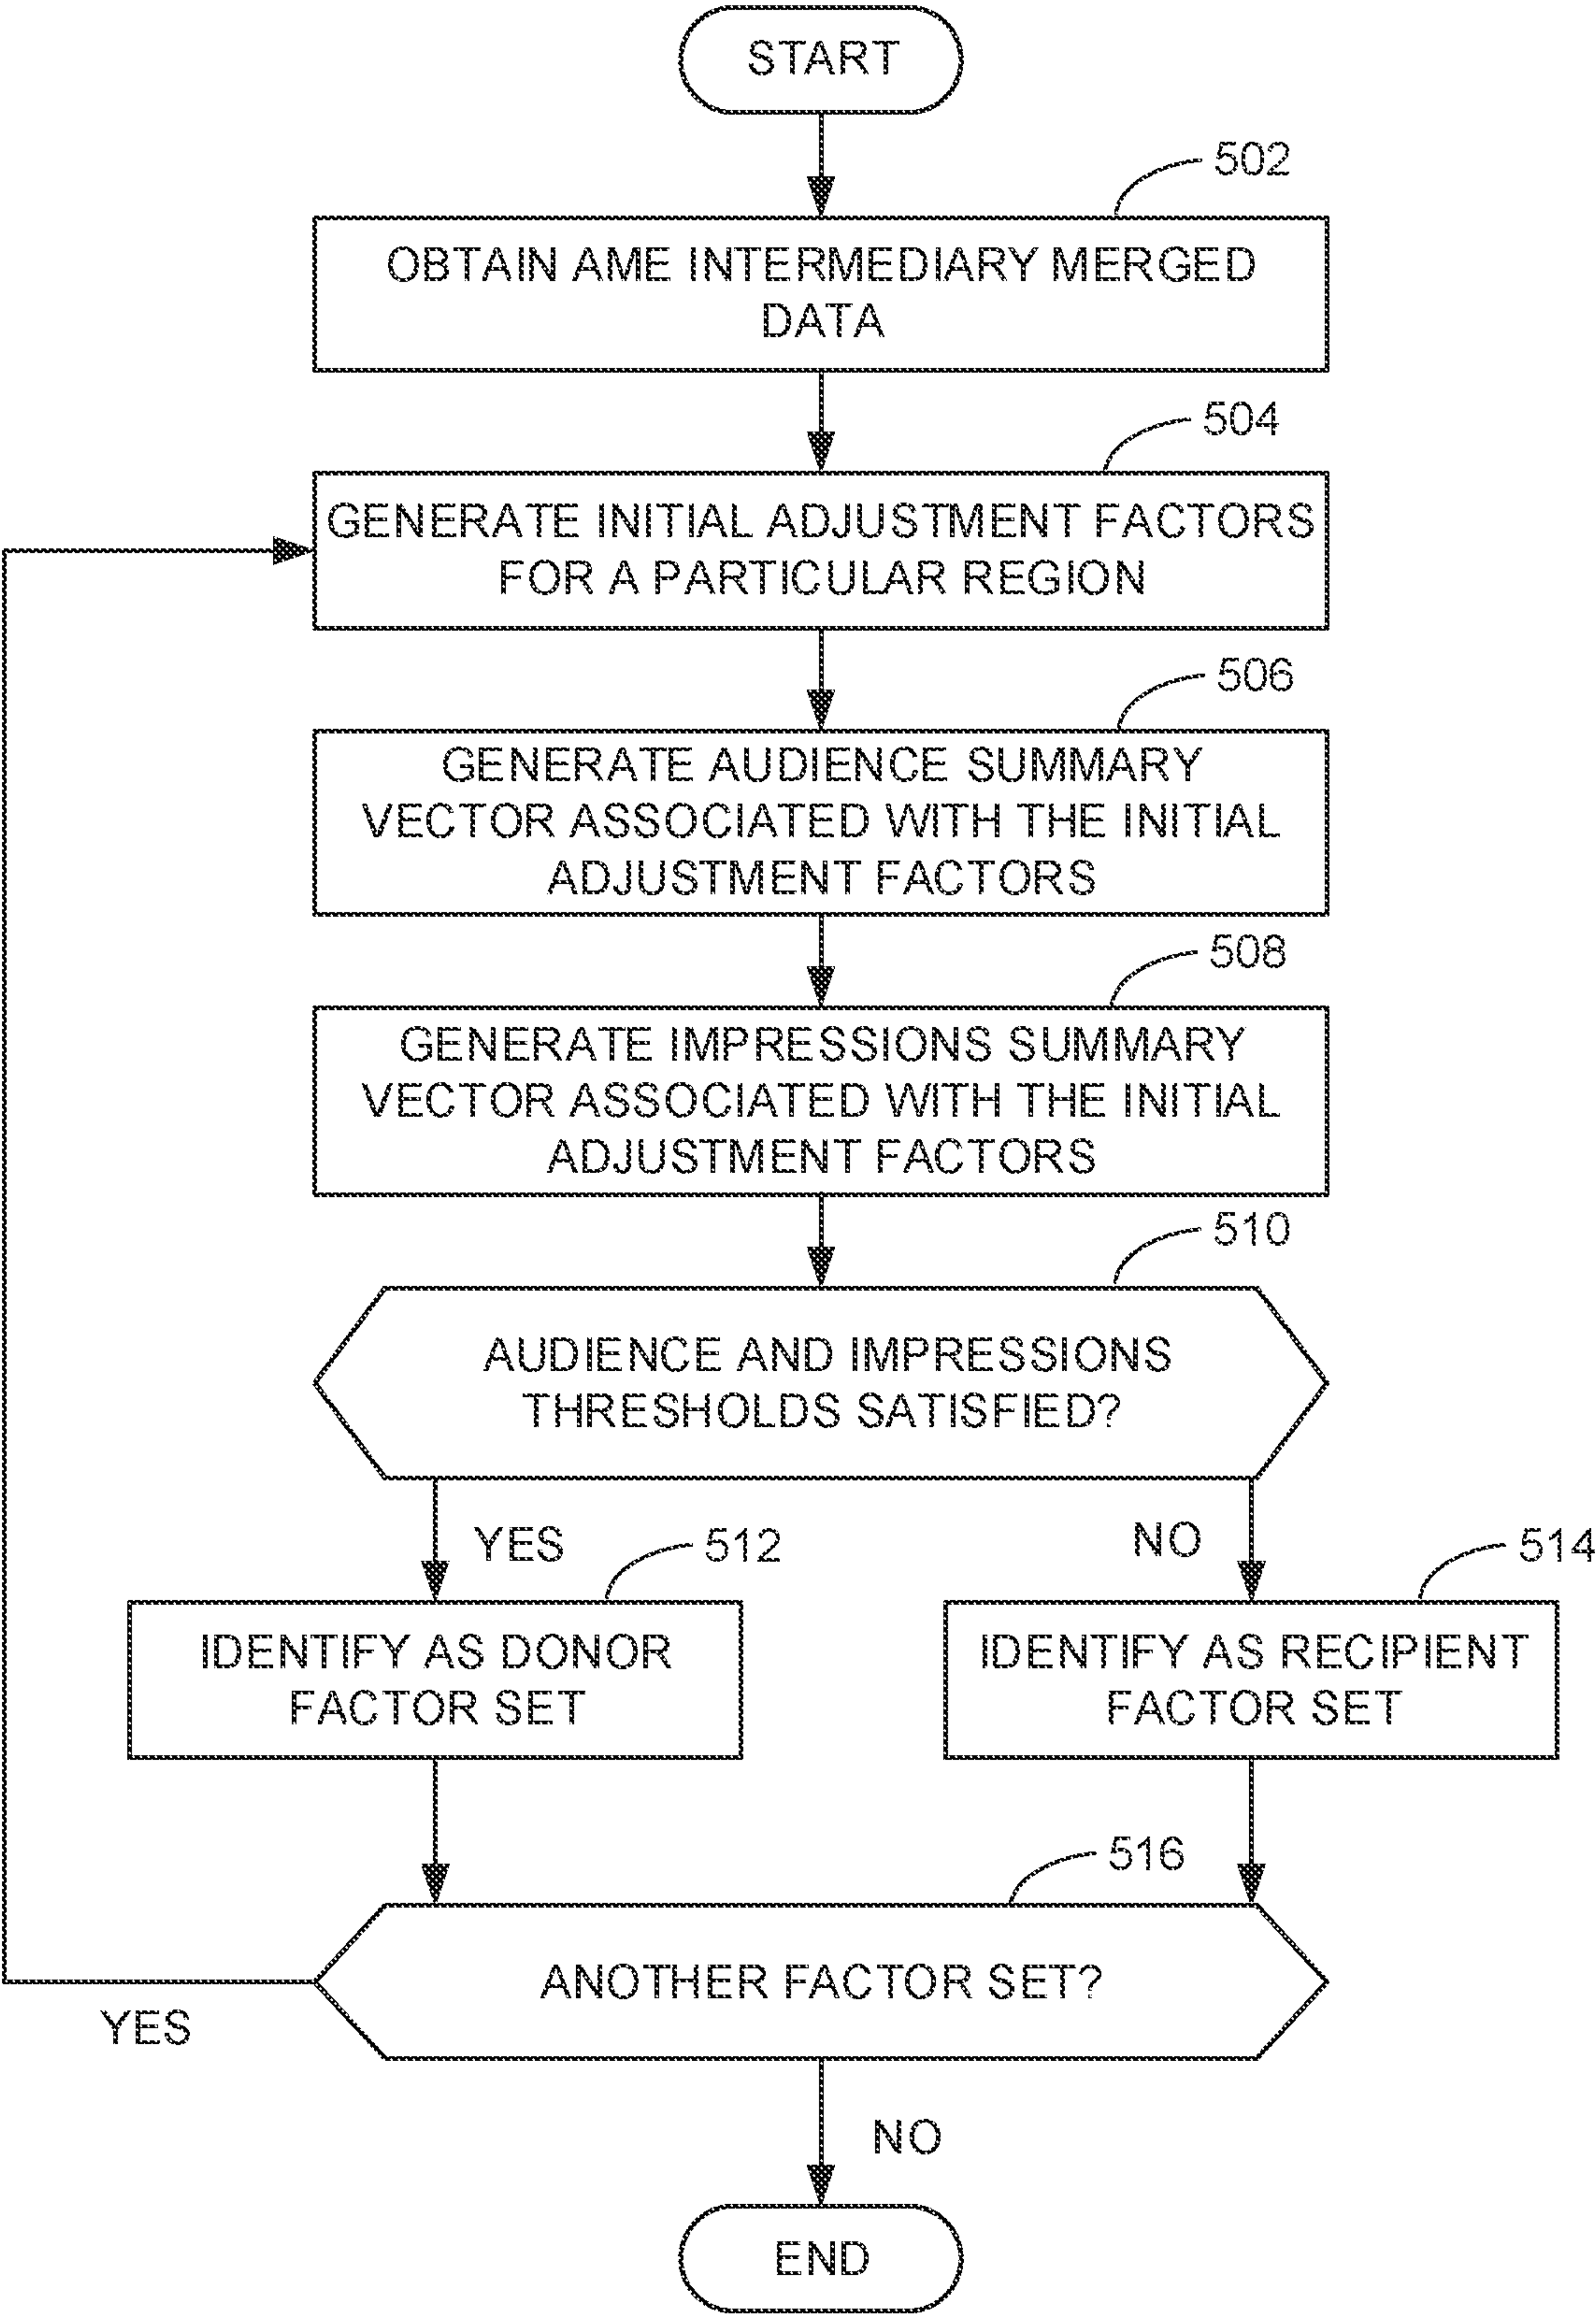 START
502
OBTAIN AME INTERMEDIARY MERGED
DATA
504
GENERATE INITIAL ADJUSTMENT FACTORS
FOR A PARTICULAR REGION
506
GENERATE AUDIENCE SUMMARY
VECTOR ASSOCIATED WITH THE INITIAL
ADJUSTMENT FACTORS
508
GENERATE IMPRESSIONS SUMMARY
VECTOR ASSOCIATED WITH THE INITIAL
ADJUSTMENT FACTORS
510
AUDIENCE AND IMPRESSIONS
THRESHOLDS SATISFIED?
YES
512
NO
514
IDENTIFY AS DONOR
FACTOR SET
IDENTIFY AS RECIPIENT
FACTOR SET
516
ANOTHER FACTOR SET?
YES
NO
END